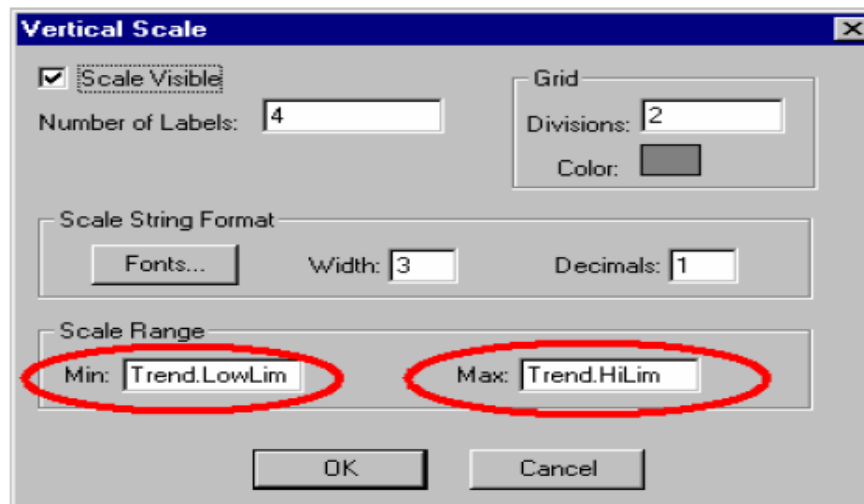 Vertical Scale
Scale Visible
Number of Labels: 4
Grid
Divisions: 2
Color:
Scale String Format
Fonts...
Width: 3
Decimals: 1
Scale Range
Min: Trend.LowLim
Max: Trend.HiLim
OK
Cancel